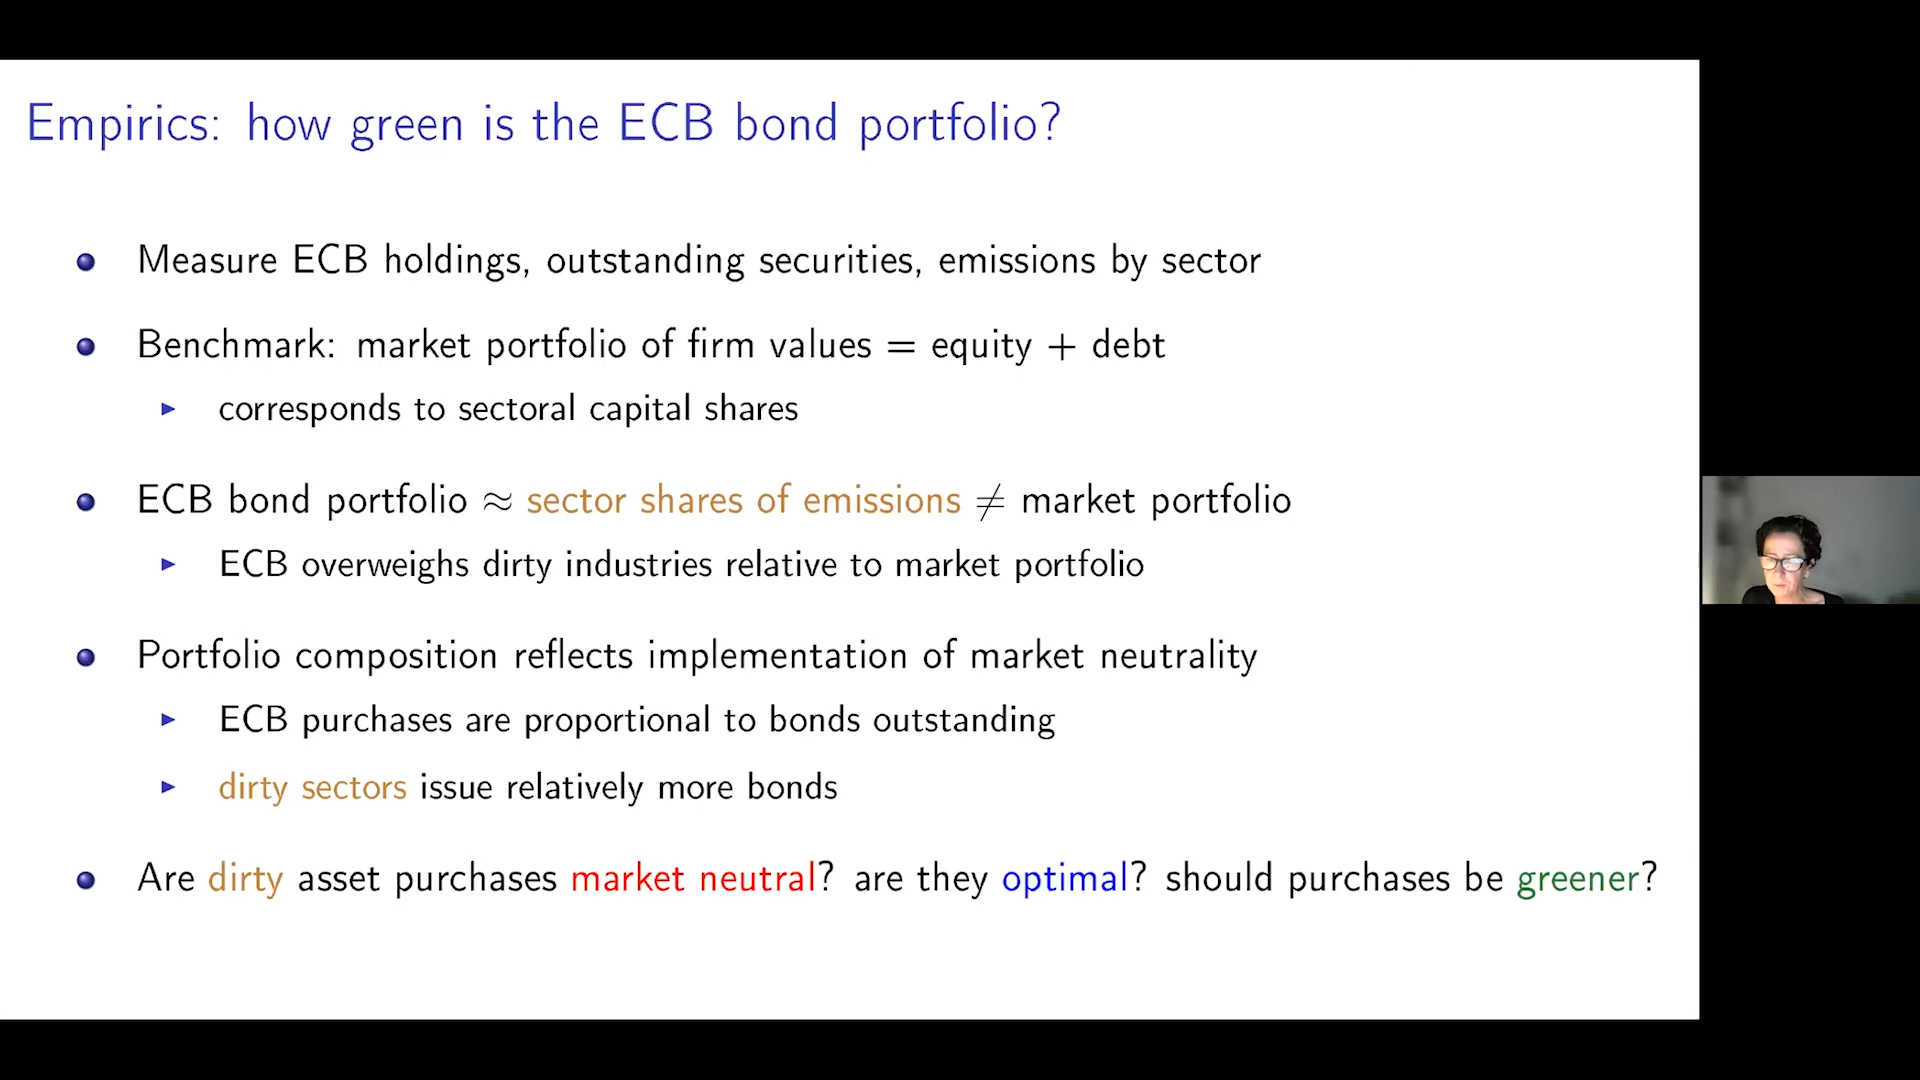 Empirics: how green is the ECB bond portfolio?
Measure ECB holdings, outstanding securities, emissions by sector
Benchmark: market portfolio of firm values = equity + debt
corresponds to sectoral capital shares
ECB bond portfolio ≈ sector shares of emissions ≠ market portfolio
ECB overweighs dirty industries relative to market portfolio
Portfolio composition reflects implementation of market neutrality
ECB purchases are proportional to bonds outstanding
dirty sectors issue relatively more bonds
Are dirty asset purchases market neutral? are they optimal? should purchases be greener?